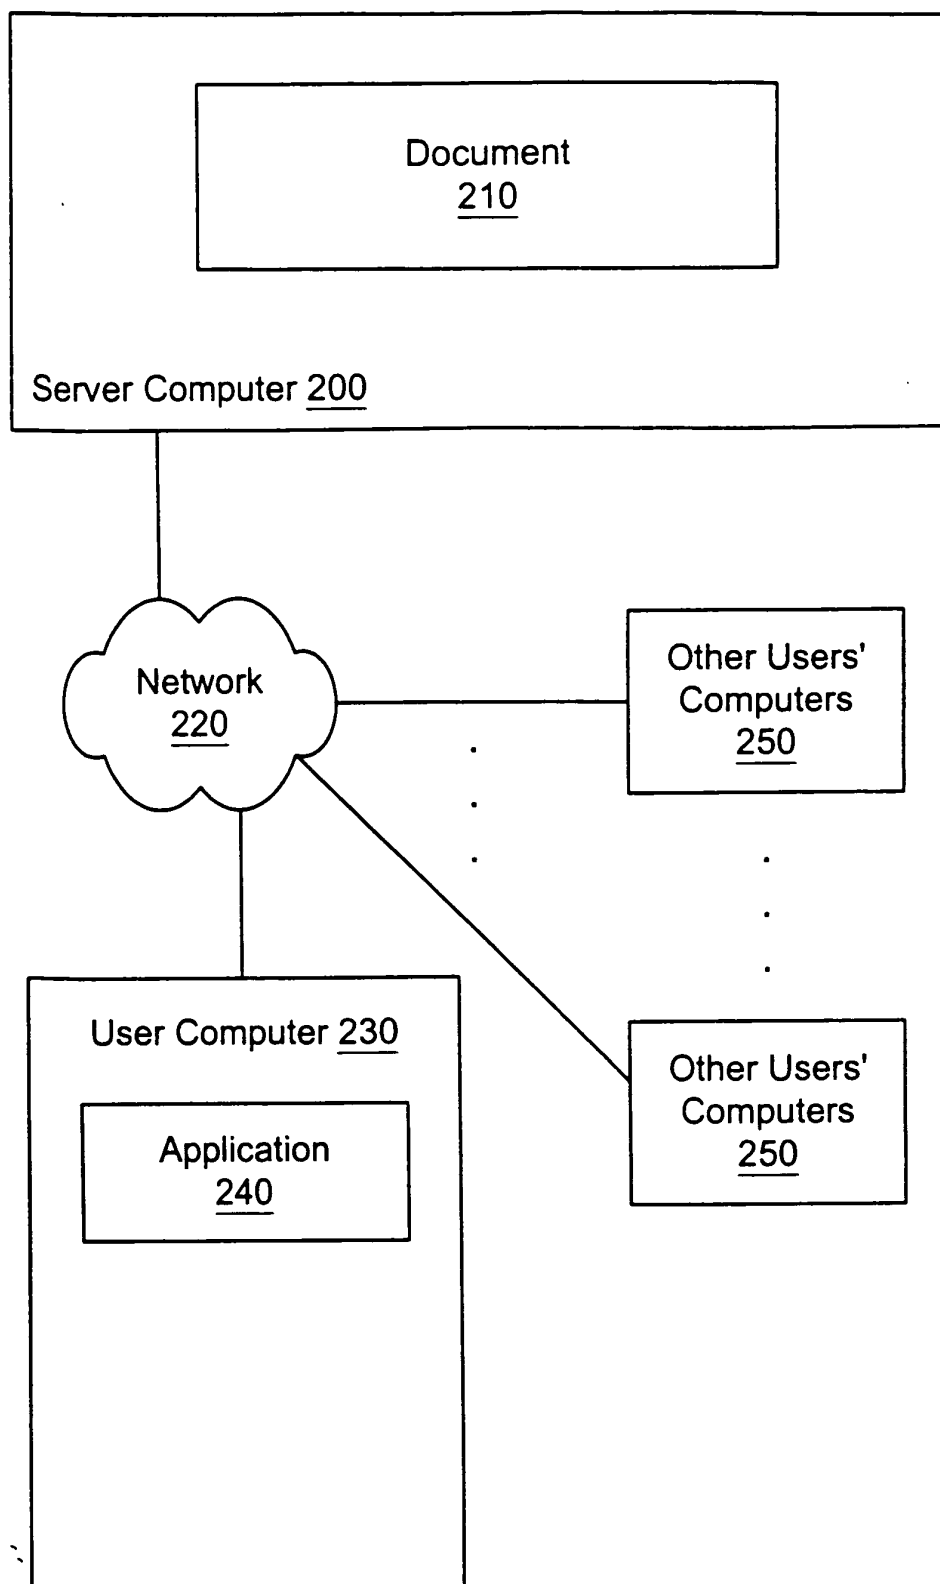 Document
210
Server Computer 200
Network
220
Other Users'
Computers
250
User Computer 230
Application
240
Other Users'
Computers
250